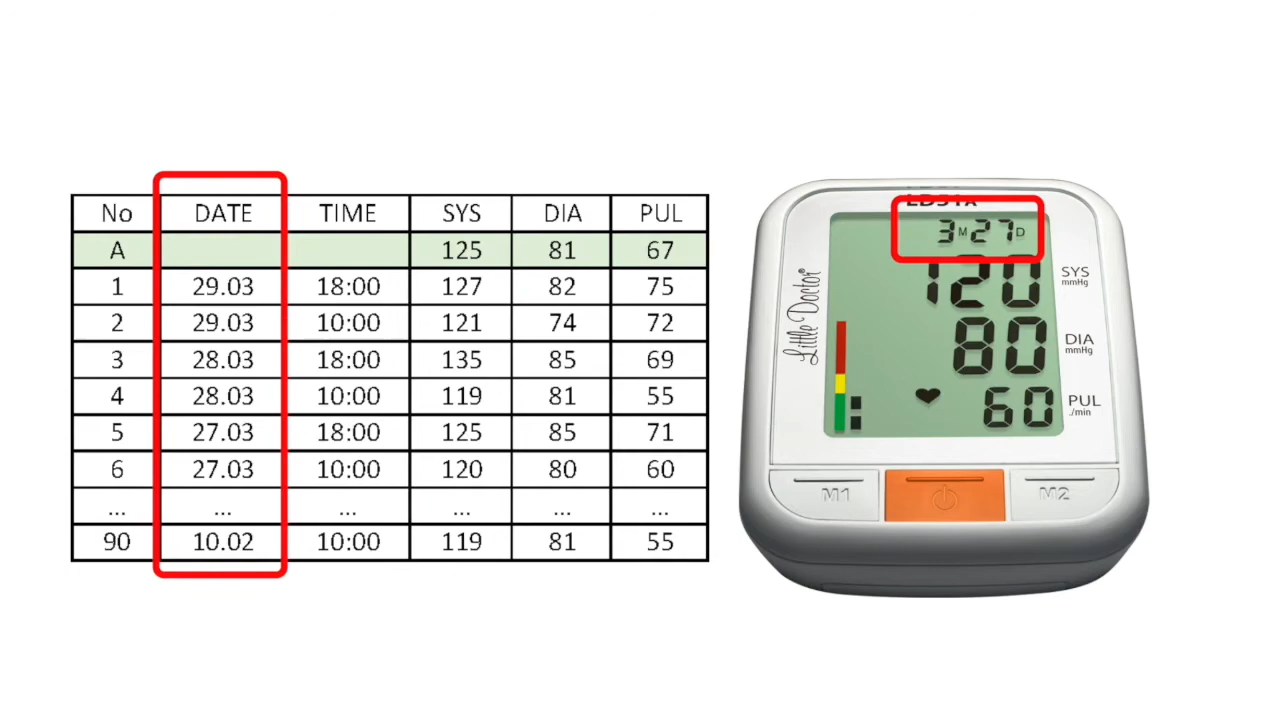 No DATE TIME SYS DIA PUL
A 125 81 67
1 29.03 18:00 127 82 75
2 29.03 10:00 121 74 72
3 28.03 18:00 135 85 69
4 28.03 10:00 119 81 55
5 27.03 18:00 125 85 71
6 27.03 10:00 120 80 60
... ... ... ... ... ...
90 10.02 10:00 119 81 55
3 M 27 D
120 SYS
mmHg
Little Doctor®
80 DIA
mmHg
60 PUL
./min
M1 M2